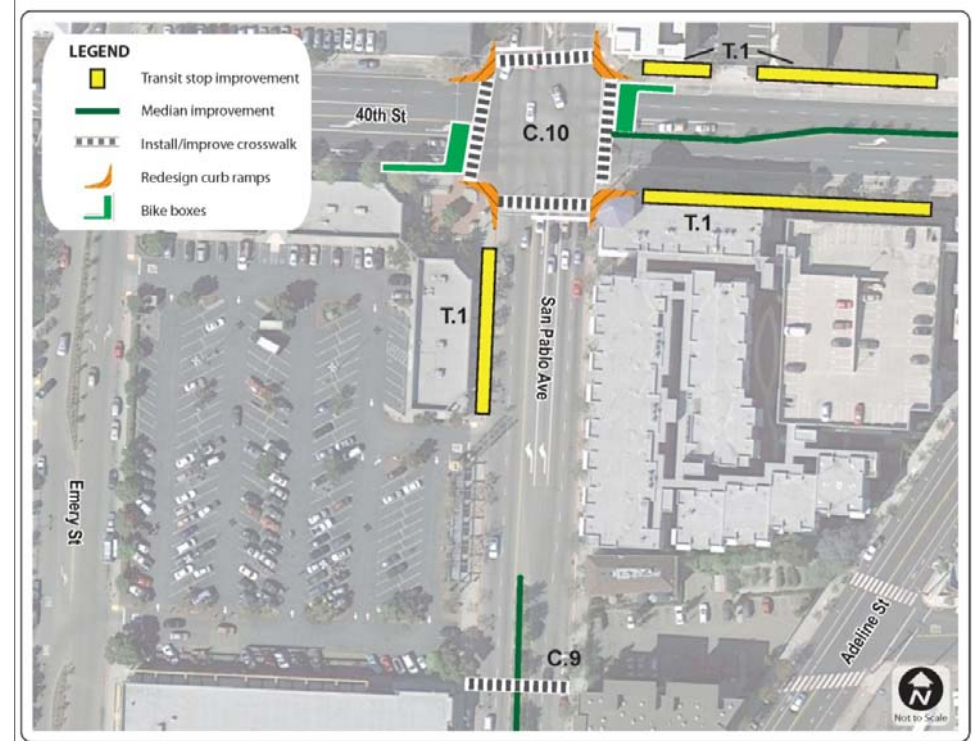 LEGEND
Transit stop improvement
Median improvement
Install/improve crosswalk
Redesign curb ramps
Bike boxes
T.1
40th St
C.10
T.1
T.1
San Pablo Ave
Emery St
Adeline St
C.9
N
Not to Scale